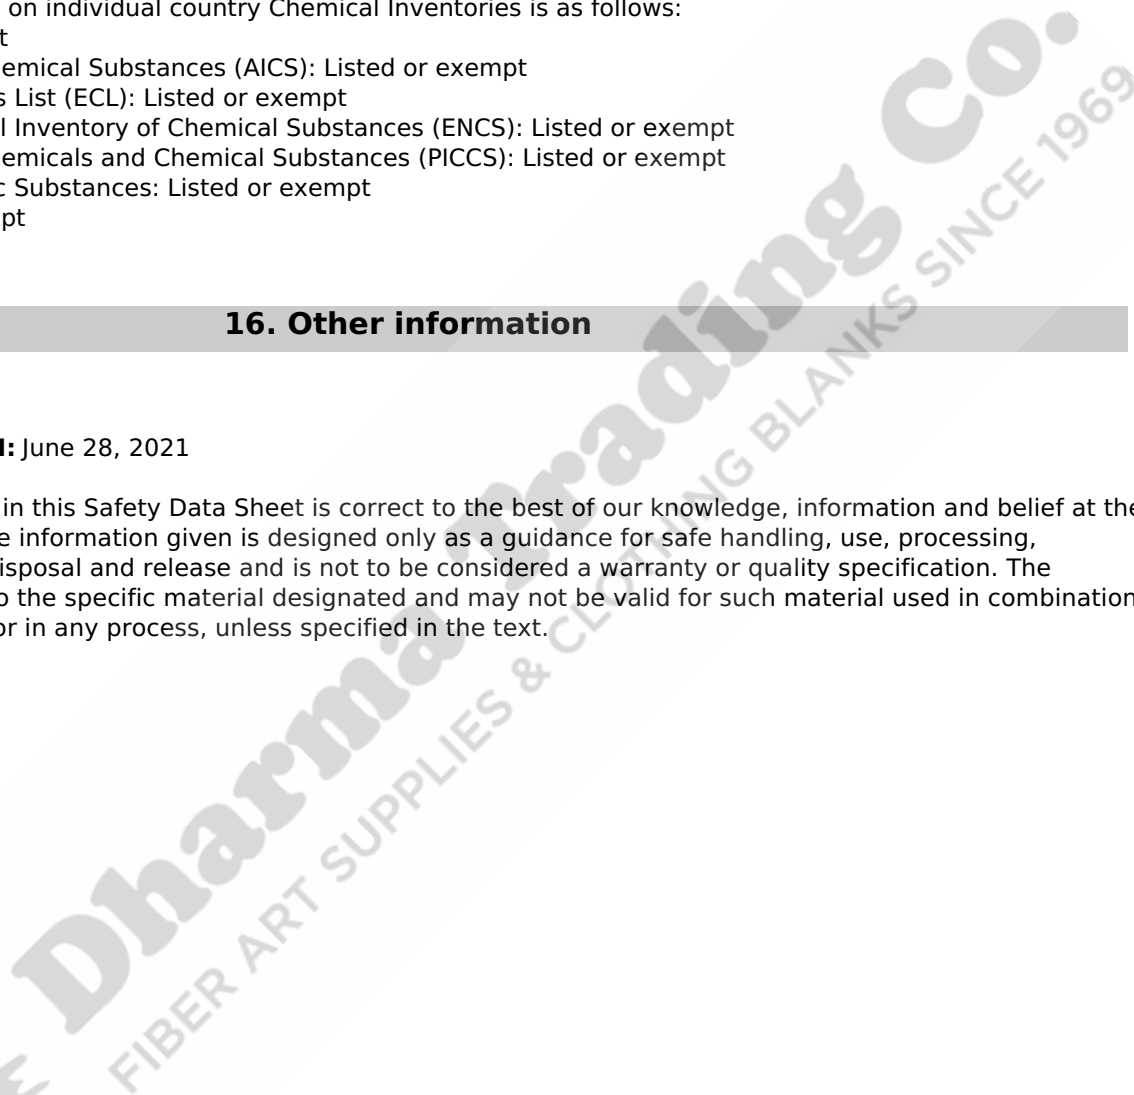 on individual country Chemical Inventories is as follows:
t
emical Substances (AICS): Listed or exempt
s List (ECL): Listed or exempt
l Inventory of Chemical Substances (ENCS): Listed or exempt
emicals and Chemical Substances (PICCS): Listed or exempt
c Substances: Listed or exempt
pt
16. Other information
d: June 28, 2021
in this Safety Data Sheet is correct to the best of our knowledge, information and belief at the
e information given is designed only as a guidance for safe handling, use, processing,
isposal and release and is not to be considered a warranty or quality specification. The
o the specific material designated and may not be valid for such material used in combination
or in any process, unless specified in the text.
Dharma Trading Co.
FIBER ART SUPPLIES & CLOTHING BLANKS SINCE 1969